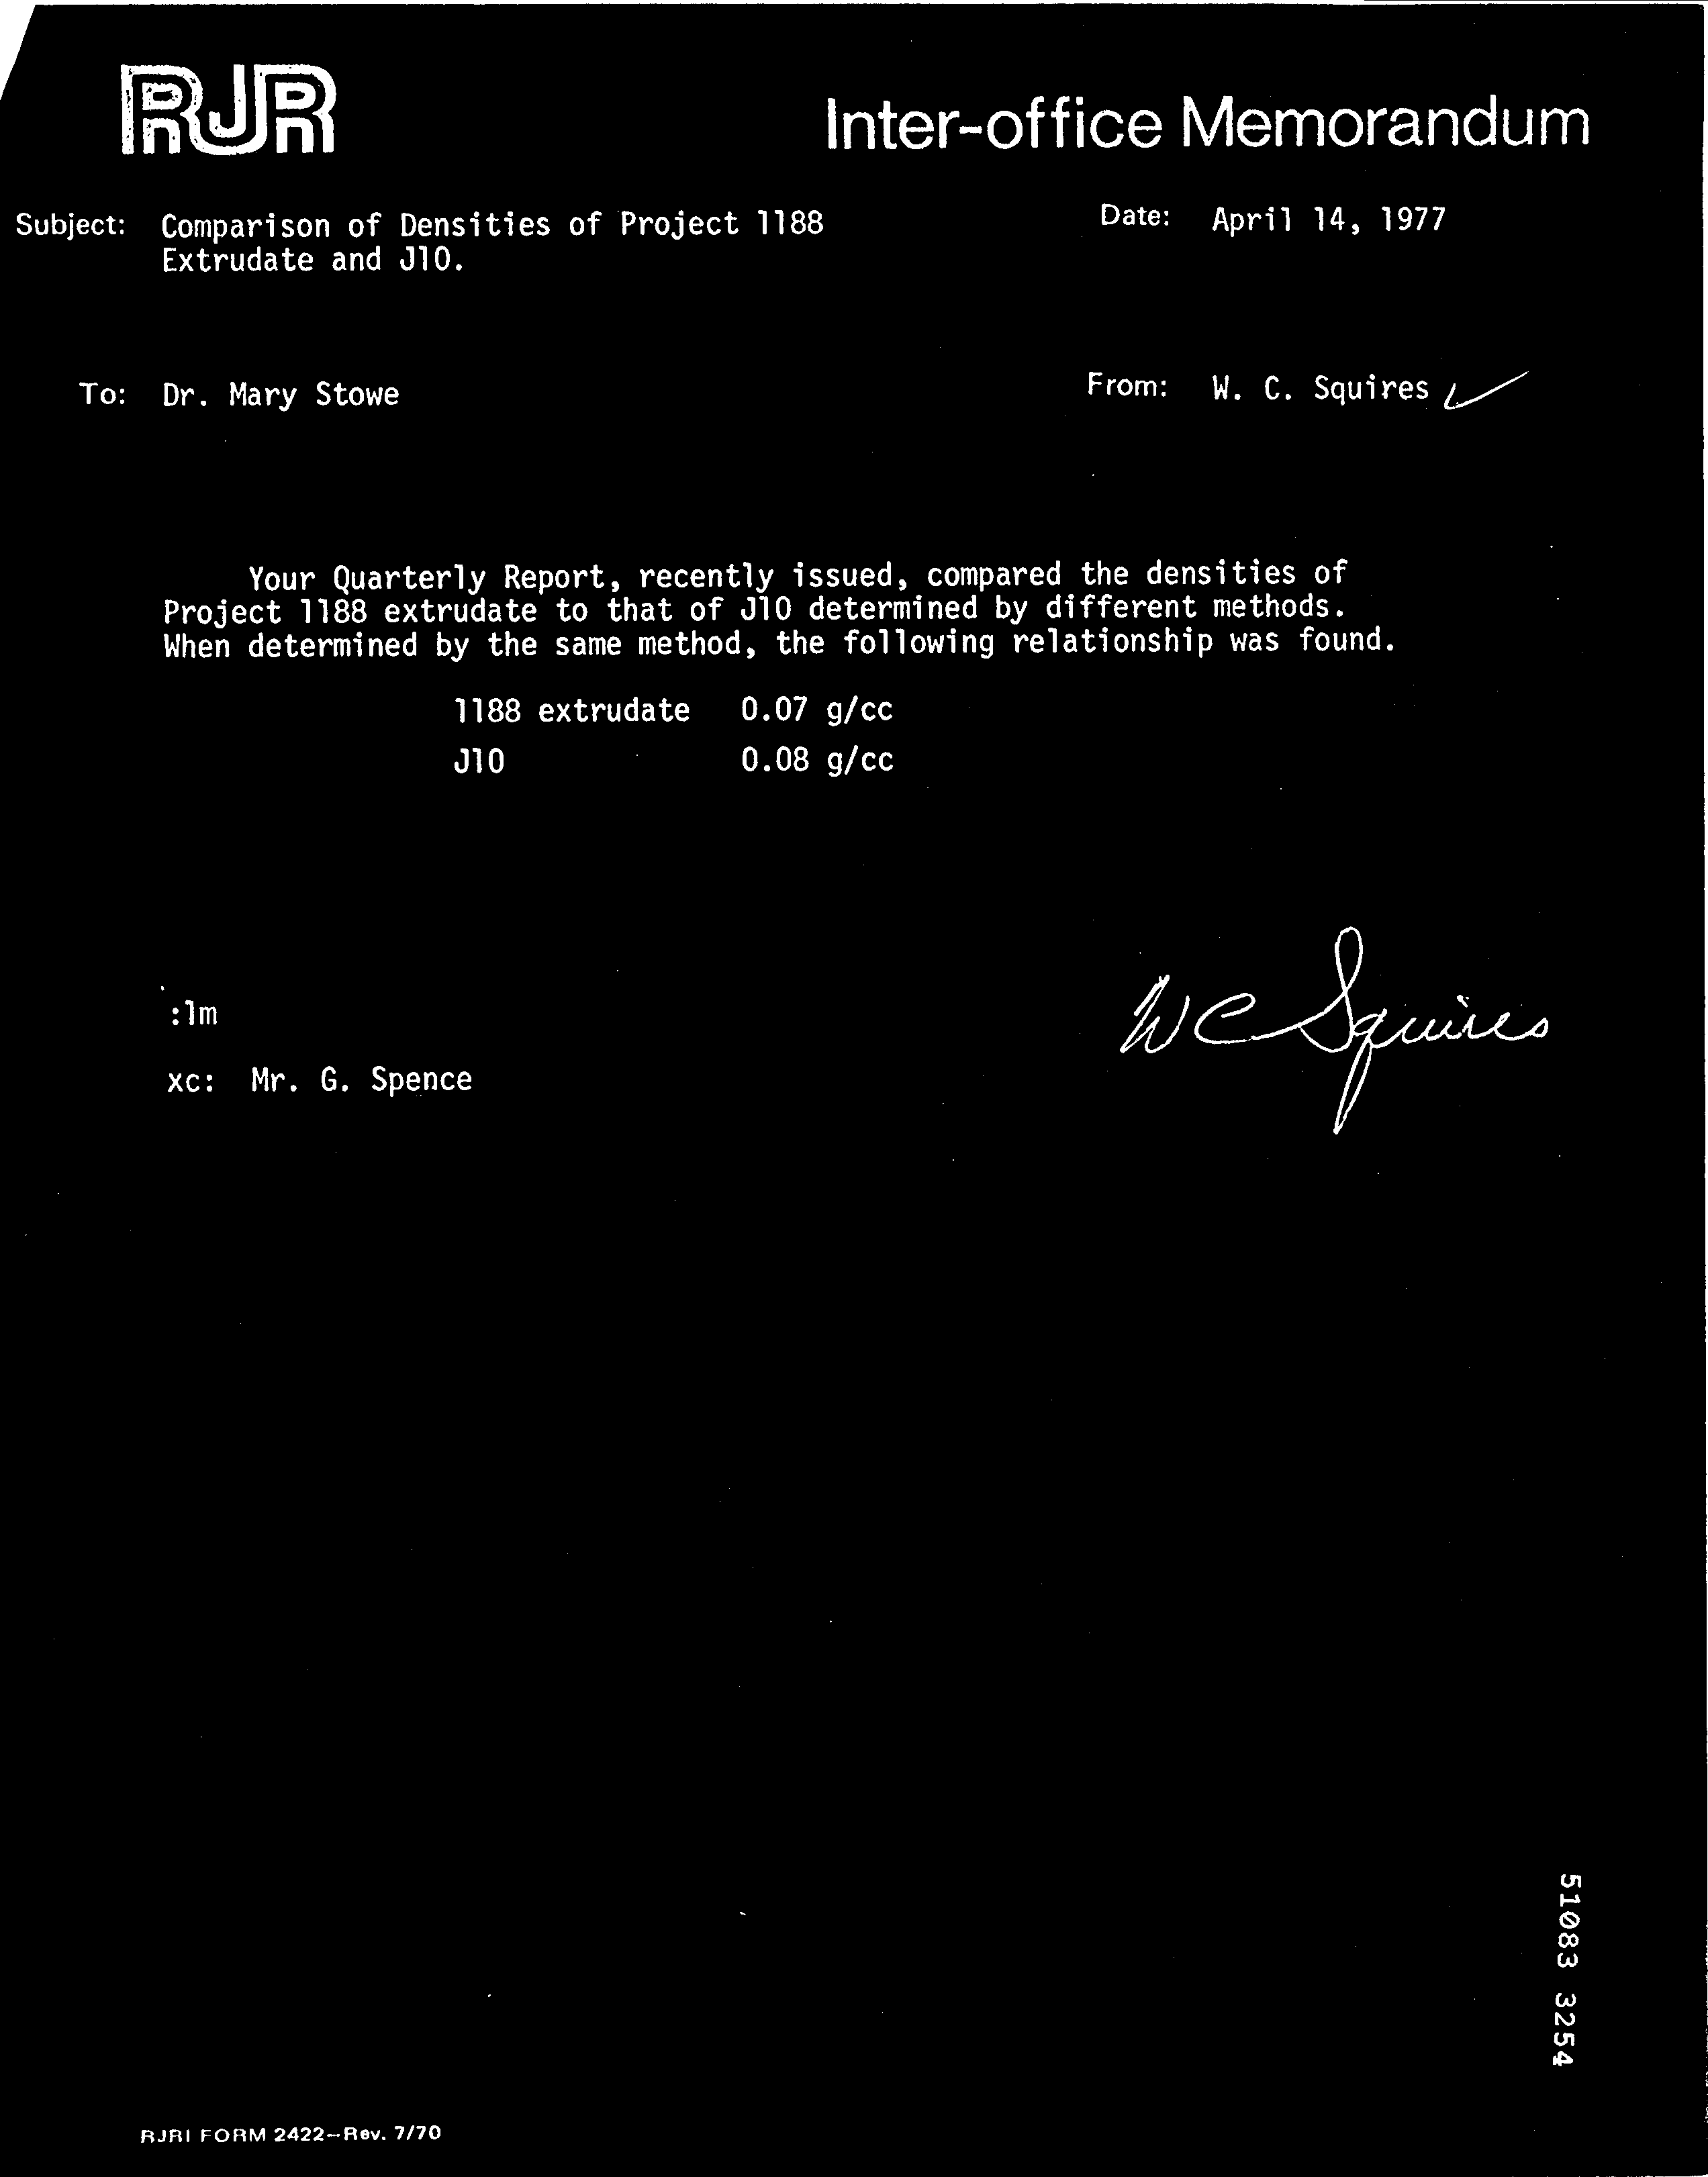 RJR
Inter-office Memorandum
Subject: Comparison of Densities of Project 1188
Extrudate and J10.
Date: April 14, 1977
To: Dr. Mary Stowe
From: W. C. Squires
Your Quarterly Report, recently issued, compared the densities of
Project 1188 extrudate to that of J10 determined by different methods.
When determined by the same method, the following relationship was found.
1188 extrudate 0.07 g/cc
J10 0.08 g/cc
WC Squires
:lm
xc: Mr. G. Spence
51083 3254
RJRI FORM 2422--Rev. 7/70